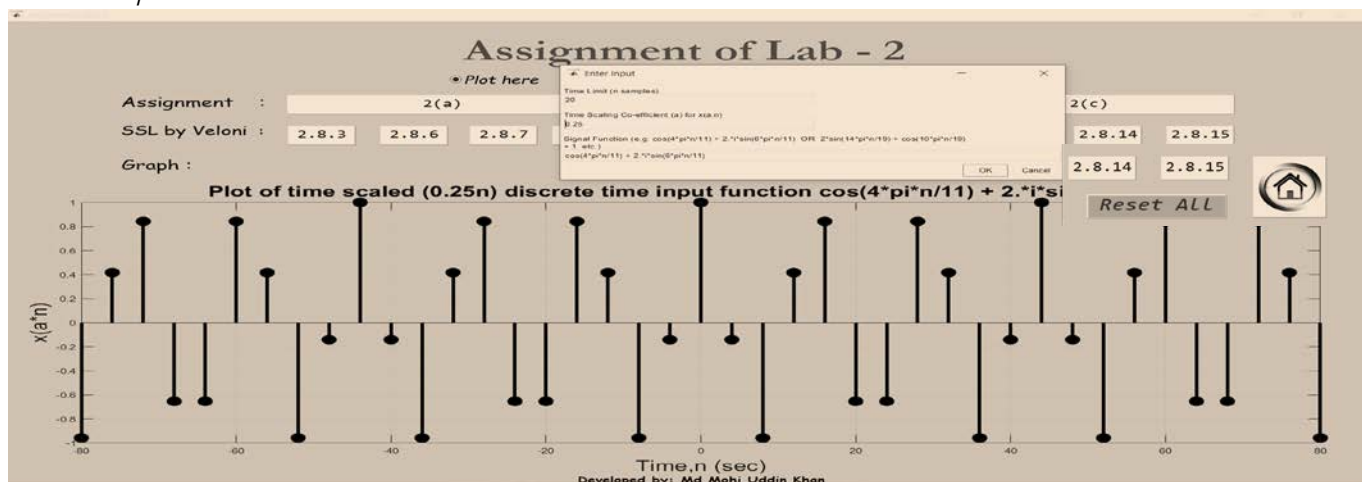 Assignment of Lab - 2
Plot here
Assignment : 2(a) 2(c)
SSL by Veloni : 2.8.3 2.8.6 2.8.7 2.8.14 2.8.15
Graph : 2.8.14 2.8.15
Reset All
Enter Input
Time Limit (n samples)
20
Time Scaling Co-efficient (a) for x(a.n)
0.25
Signal Function (e.g. cos(4*pi*n/11) + 2.*i*sin(6*pi*n/11) OR 2*sin(14*pi*n/19) + cos(10*pi*n/19)
+ 1 etc.)
cos(4*pi*n/11) + 2.*i*sin(6*pi*n/11)
OK Cancel
Plot of time scaled (0.25n) discrete time input function cos(4*pi*n/11) + 2.*i*si
x(a*n)
1
0.8
0.6
0.4
0.2
0
-0.2
-0.4
-0.6
-0.8
-1
-80 -60 -40 -20 0 20 40 60 80
Time,n (sec)
Developed by: Md Mohi Uddin Khan